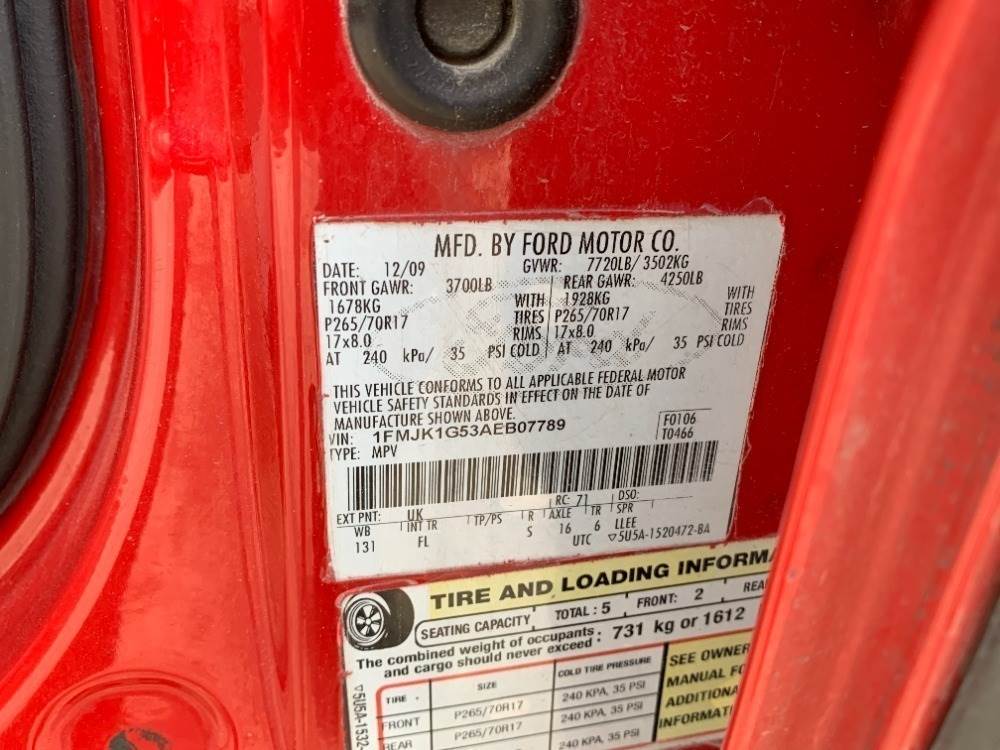 MFD. BY FORD MOTOR CO.
DATE: 12/09 GVWR: 7720LB/ 3502KG
FRONT GAWR: 3700LB REAR GAWR: 4250LB
1678KG WITH 1928KG WITH
P265/70R17 TIRES P265/70R17 TIRES
17x8.0 RIMS 17x8.0 RIMS
AT 240 kPa/ 35 PSI COLD AT 240 kPa/ 35 PSI COLD
THIS VEHICLE CONFORMS TO ALL APPLICABLE FEDERAL MOTOR
VEHICLE SAFETY STANDARDS IN EFFECT ON THE DATE OF
MANUFACTURE SHOWN ABOVE.
VIN: 1FMJK1G53AEB07789 F0106
TYPE: MPV T0466
EXT PNT: UK RC: 71 DSO:
WB INT TR TP/PS R AXLE TR SPR
131 FL S 16 6 LLEE
UTC ▽5U5A-1520472-BA
TIRE AND LOADING INFORMA
SEATING CAPACITY TOTAL : 5 FRONT: 2 REA
The combined weight of occupants : 731 kg or 1612
and cargo should never exceed
TIRE SIZE COLD TIRE PRESSURE SEE OWNER
FRONT P265/70R17 240 KPA, 35 PSI MANUAL FO
REAR P265/70R17 240 KPA, 35 PSI ADDITIONA
INFORMATI
▽5U5A-1532-